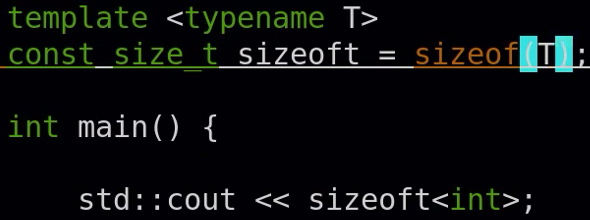 template <typename T>
const size_t sizeoft = sizeof(T);
int main() {
std::cout << sizeoft<int>;